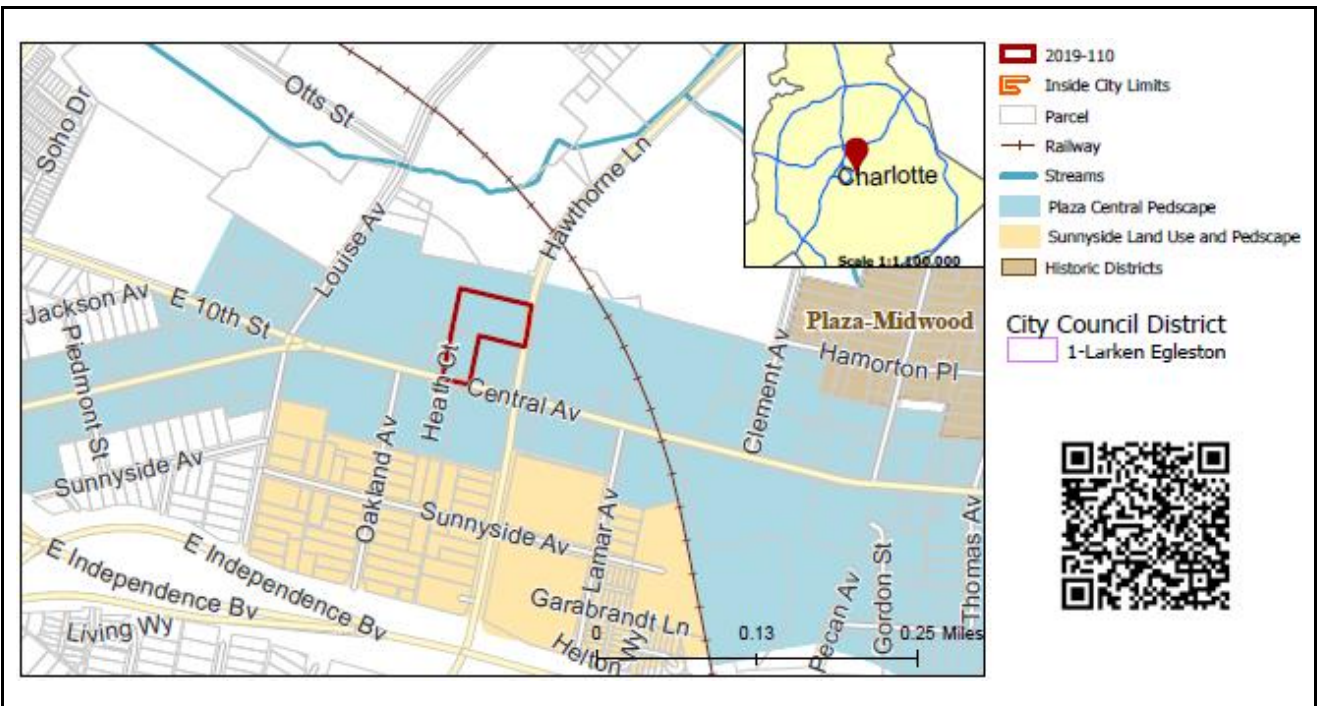 Otts St
Soho Dr
Hawthorne Ln
Charlotte
Scale 1:1,100,000
Louise Av
Jackson Av
E 10th St
Piedmont St
Heath Ct
Central Av
Clement Av
Plaza-Midwood
Hamorton Pl
Sunnyside Av
Oakland Av
Sunnyside Av
Lamar Av
E Independence Bv
E Independence Bv
Living Wy
Garabrandt Ln
Helton Wy
Pecan Av
Gordon St
Thomas Av
0 0.13 0.25 Miles
2019-110
Inside City Limits
Parcel
Railway
Streams
Plaza Central Pedscape
Sunnyside Land Use and Pedscape
Historic Districts
City Council District
1-Larken Egleston